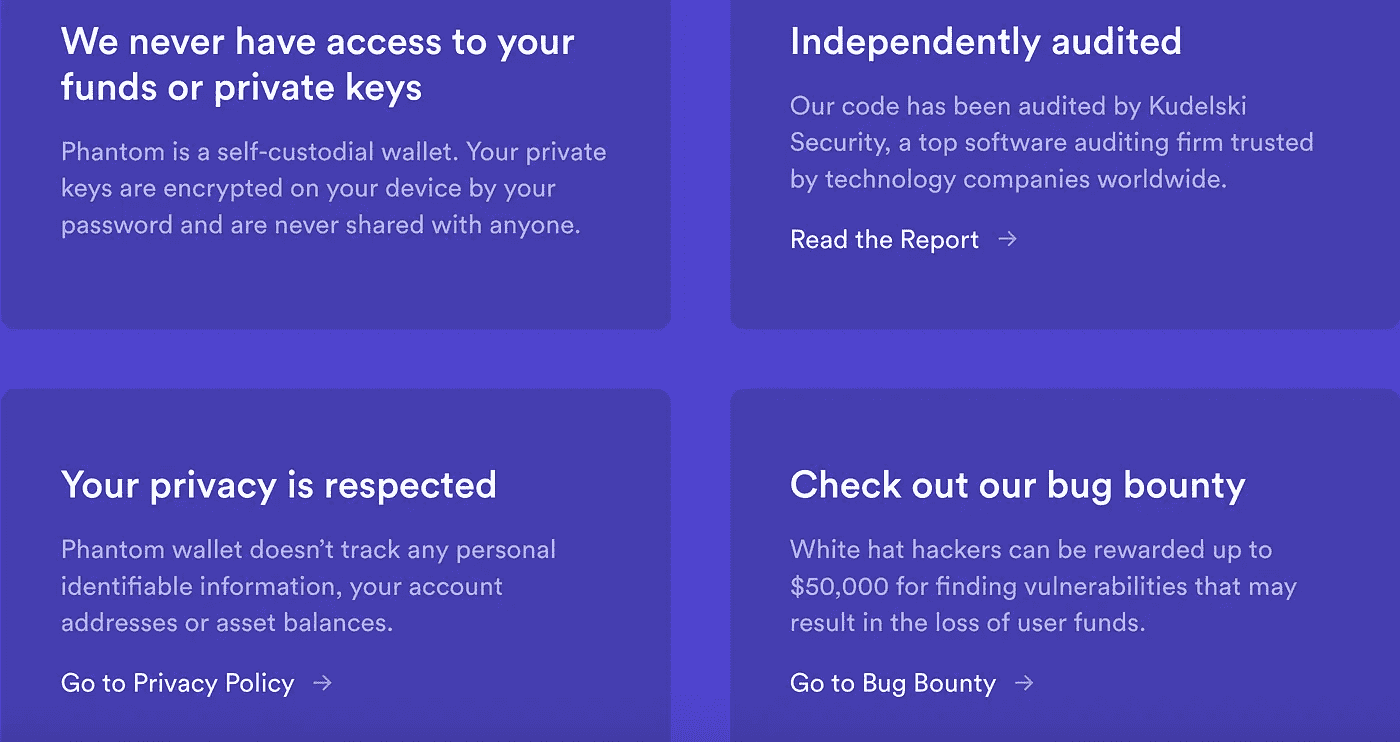 We never have access to your
funds or private keys
Phantom is a self-custodial wallet. Your private
keys are encrypted on your device by your
password and are never shared with anyone.
Independently audited
Our code has been audited by Kudelski
Security, a top software auditing firm trusted
by technology companies worldwide.
Read the Report →
Your privacy is respected
Phantom wallet doesn’t track any personal
identifiable information, your account
addresses or asset balances.
Go to Privacy Policy →
Check out our bug bounty
White hat hackers can be rewarded up to
$50,000 for finding vulnerabilities that may
result in the loss of user funds.
Go to Bug Bounty →